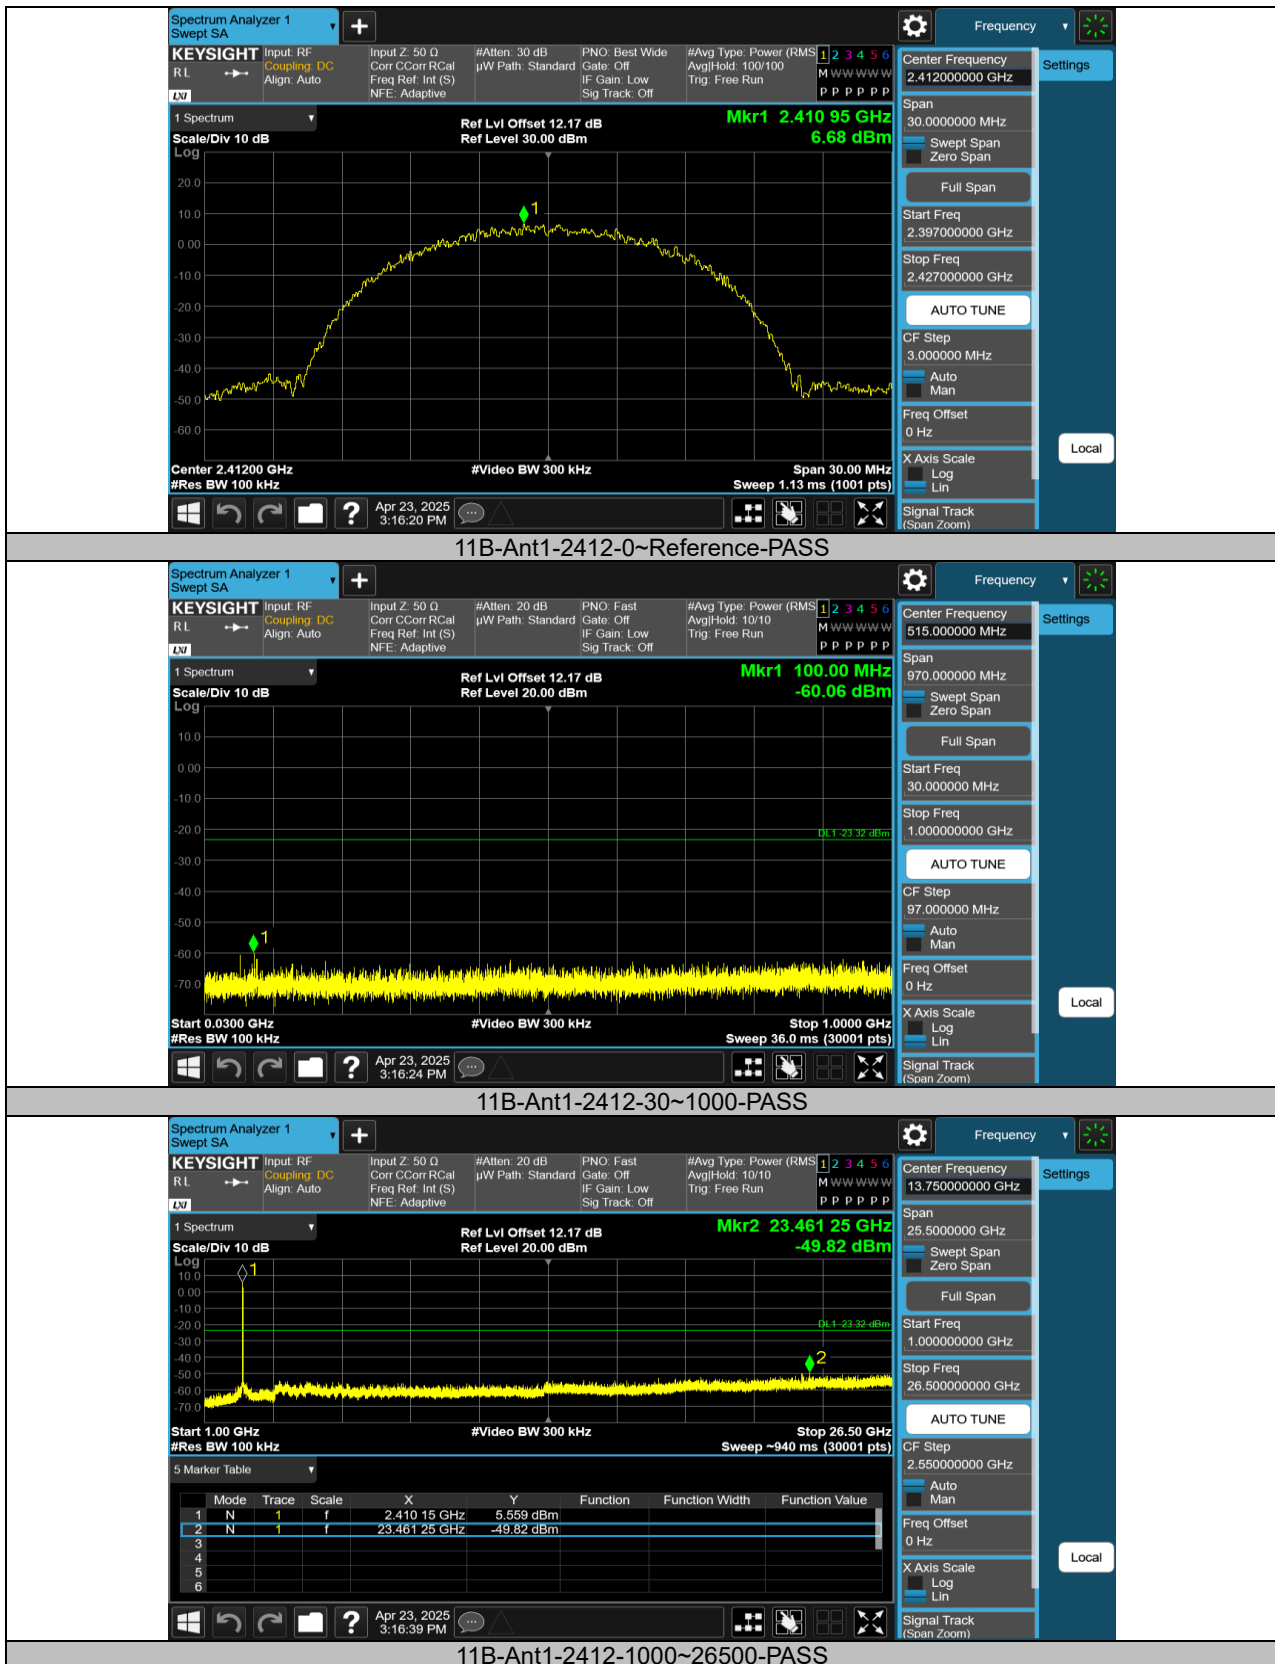 Spectrum Analyzer 1
Swept SA
Frequency
KEYSIGHT
RL
LXI
Input: RF
Coupling: DC
Align: Auto
Input Z: 50 Ω
Corr CCorr RCal
Freq Ref: Int (S)
NFE: Adaptive
#Atten: 30 dB
µW Path: Standard
PNO: Best Wide
Gate: Off
IF Gain: Low
Sig Track: Off
#Avg Type: Power (RMS
Avg|Hold: 100/100
Trig: Free Run
1 2 3 4 5 6
M W W W W W
P P P P P P
1 Spectrum
Scale/Div 10 dB
Log
Ref Lvl Offset 12.17 dB
Ref Level 30.00 dBm
Mkr1 2.410 95 GHz
6.68 dBm
20.0
10.0
0.00
-10.0
-20.0
-30.0
-40.0
-50.0
-60.0
1
Center 2.41200 GHz
#Res BW 100 kHz
#Video BW 300 kHz
Span 30.00 MHz
Sweep 1.13 ms (1001 pts)
Apr 23, 2025
3:16:20 PM
Center Frequency
2.412000000 GHz
Span
30.0000000 MHz
Swept Span
Zero Span
Full Span
Start Freq
2.397000000 GHz
Stop Freq
2.427000000 GHz
AUTO TUNE
CF Step
3.000000 MHz
Auto
Man
Freq Offset
0 Hz
X Axis Scale
Log
Lin
Signal Track
(Span Zoom)
Settings
Local
11B-Ant1-2412-0~Reference-PASS
Spectrum Analyzer 1
Swept SA
Frequency
KEYSIGHT
RL
LXI
Input: RF
Coupling: DC
Align: Auto
Input Z: 50 Ω
Corr CCorr RCal
Freq Ref: Int (S)
NFE: Adaptive
#Atten: 20 dB
µW Path: Standard
PNO: Fast
Gate: Off
IF Gain: Low
Sig Track: Off
#Avg Type: Power (RMS
Avg|Hold: 10/10
Trig: Free Run
1 2 3 4 5 6
M W W W W W
P P P P P P
1 Spectrum
Scale/Div 10 dB
Log
Ref Lvl Offset 12.17 dB
Ref Level 20.00 dBm
Mkr1 100.00 MHz
-60.06 dBm
10.0
0.00
-10.0
-20.0
-30.0
-40.0
-50.0
-60.0
-70.0
DL1 -23.32 dBm
1
Start 0.0300 GHz
#Res BW 100 kHz
#Video BW 300 kHz
Stop 1.0000 GHz
Sweep 36.0 ms (30001 pts)
Apr 23, 2025
3:16:24 PM
Center Frequency
515.000000 MHz
Span
970.000000 MHz
Swept Span
Zero Span
Full Span
Start Freq
30.000000 MHz
Stop Freq
1.000000000 GHz
AUTO TUNE
CF Step
97.000000 MHz
Auto
Man
Freq Offset
0 Hz
X Axis Scale
Log
Lin
Signal Track
(Span Zoom)
Settings
Local
11B-Ant1-2412-30~1000-PASS
Spectrum Analyzer 1
Swept SA
Frequency
KEYSIGHT
RL
LXI
Input: RF
Coupling: DC
Align: Auto
Input Z: 50 Ω
Corr CCorr RCal
Freq Ref: Int (S)
NFE: Adaptive
#Atten: 20 dB
µW Path: Standard
PNO: Fast
Gate: Off
IF Gain: Low
Sig Track: Off
#Avg Type: Power (RMS
Avg|Hold: 10/10
Trig: Free Run
1 2 3 4 5 6
M W W W W W
P P P P P P
1 Spectrum
Scale/Div 10 dB
Log
Ref Lvl Offset 12.17 dB
Ref Level 20.00 dBm
Mkr2 23.461 25 GHz
-49.82 dBm
10.0
0.00
-10.0
-20.0
-30.0
-40.0
-50.0
-60.0
-70.0
DL1 -23.32 dBm
1
2
Start 1.00 GHz
#Res BW 100 kHz
#Video BW 300 kHz
Stop 26.50 GHz
Sweep ~940 ms (30001 pts)
5 Marker Table
Mode Trace Scale X Y Function Function Width Function Value
1 N 1 f 2.410 15 GHz 5.559 dBm
2 N 1 f 23.461 25 GHz -49.82 dBm
3
4
5
6
Apr 23, 2025
3:16:39 PM
Center Frequency
13.750000000 GHz
Span
25.5000000 GHz
Swept Span
Zero Span
Full Span
Start Freq
1.000000000 GHz
Stop Freq
26.500000000 GHz
AUTO TUNE
CF Step
2.550000000 GHz
Auto
Man
Freq Offset
0 Hz
X Axis Scale
Log
Lin
Signal Track
(Span Zoom)
Settings
Local
11B-Ant1-2412-1000~26500-PASS